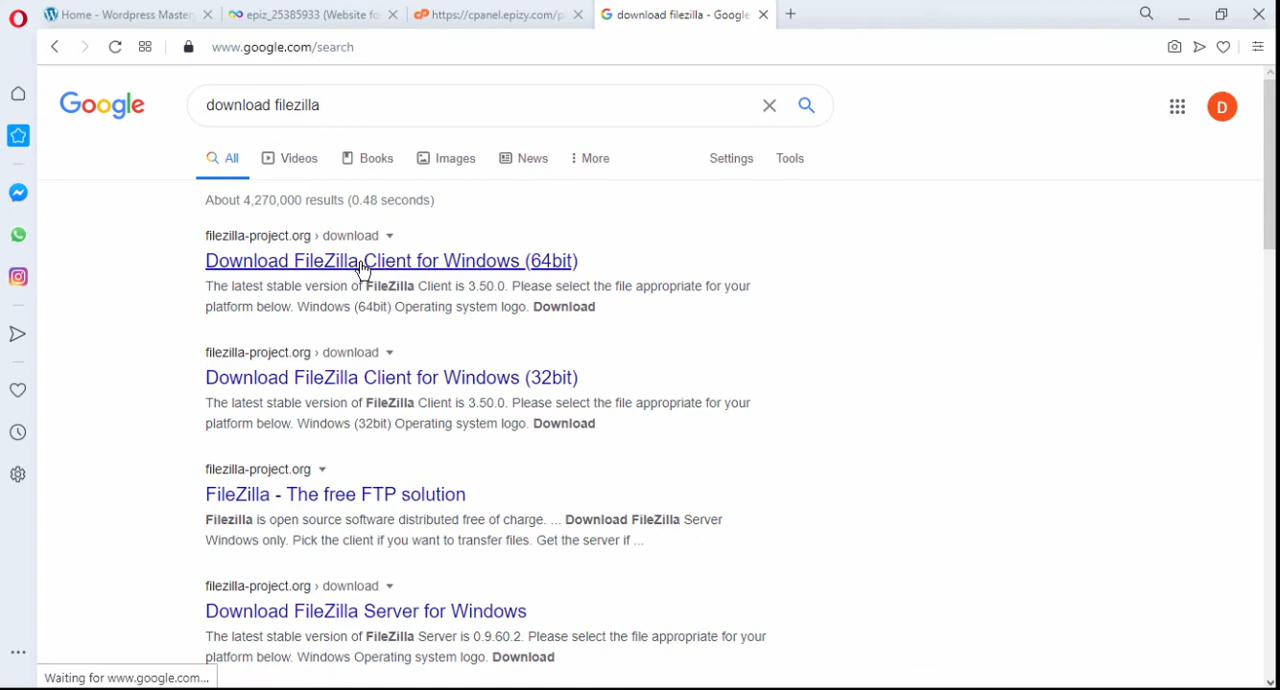 Home - Wordpress Master
epiz_25385933 (Website fo
https://cpanel.epizy.com/p
download filezilla - Google
www.google.com/search
Google
download filezilla
D
All
Videos
Books
Images
News
More
Settings
Tools
About 4,270,000 results (0.48 seconds)
filezilla-project.org › download
Download FileZilla Client for Windows (64bit)
The latest stable version of FileZilla Client is 3.50.0. Please select the file appropriate for your
platform below. Windows (64bit) Operating system logo. Download
filezilla-project.org › download
Download FileZilla Client for Windows (32bit)
The latest stable version of FileZilla Client is 3.50.0. Please select the file appropriate for your
platform below. Windows (32bit) Operating system logo. Download
filezilla-project.org
FileZilla - The free FTP solution
Filezilla is open source software distributed free of charge. ... Download FileZilla Server
Windows only. Pick the client if you want to transfer files. Get the server if ...
filezilla-project.org › download
Download FileZilla Server for Windows
The latest stable version of FileZilla Server is 0.9.60.2. Please select the file appropriate for your
platform below. Windows Operating system logo. Download
Waiting for www.google.com...